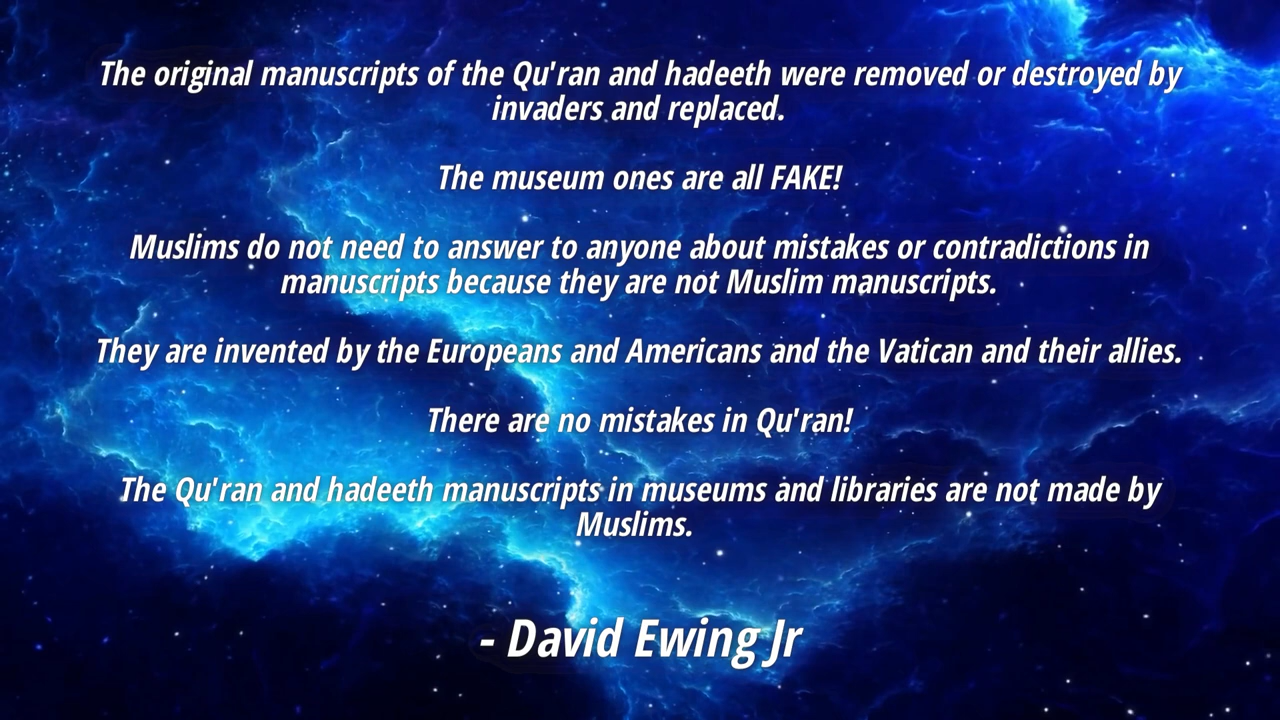 The original manuscripts of the Qu'ran and hadeeth were removed or destroyed by
invaders and replaced.
The museum ones are all FAKE!
Muslims do not need to answer to anyone about mistakes or contradictions in
manuscripts because they are not Muslim manuscripts.
They are invented by the Europeans and Americans and the Vatican and their allies.
There are no mistakes in Qu'ran!
The Qu'ran and hadeeth manuscripts in museums and libraries are not made by
Muslims.
- David Ewing Jr